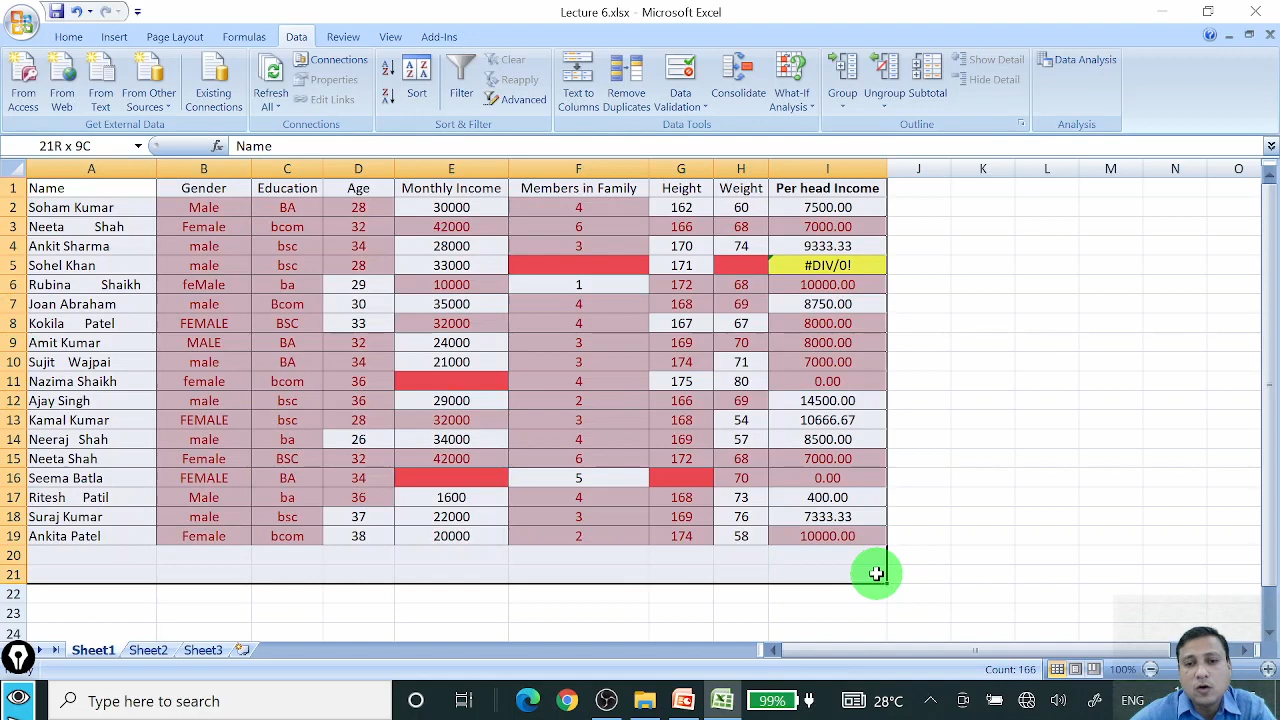 Lecture 6.xlsx - Microsoft Excel
Home Insert Page Layout Formulas Data Review View Add-Ins
From Access
From Web
From Text
From Other Sources
Existing Connections
Get External Data
Refresh All
Connections
Properties
Edit Links
Connections
Sort
Filter
Clear
Reapply
Advanced
Sort & Filter
Text to Columns
Remove Duplicates
Data Validation
Consolidate
What-If Analysis
Data Tools
Group
Ungroup
Subtotal
Show Detail
Hide Detail
Outline
Data Analysis
Analysis
21R x 9C fx Name
A B C D E F G H I J K L M N O
1 Name Gender Education Age Monthly Income Members in Family Height Weight Per head Income
2 Soham Kumar Male BA 28 30000 4 162 60 7500.00
3 Neeta Shah Female bcom 32 42000 6 166 68 7000.00
4 Ankit Sharma male bsc 34 28000 3 170 74 9333.33
5 Sohel Khan male bsc 28 33000 171 #DIV/0!
6 Rubina Shaikh feMale ba 29 10000 1 172 68 10000.00
7 Joan Abraham male Bcom 30 35000 4 168 69 8750.00
8 Kokila Patel FEMALE BSC 33 32000 4 167 67 8000.00
9 Amit Kumar MALE BA 32 24000 3 169 70 8000.00
10 Sujit Wajpai male BA 34 21000 3 174 71 7000.00
11 Nazima Shaikh female bcom 36 4 175 80 0.00
12 Ajay Singh male bsc 36 29000 2 166 69 14500.00
13 Kamal Kumar FEMALE bsc 28 32000 3 168 54 10666.67
14 Neeraj Shah male ba 26 34000 4 169 57 8500.00
15 Neeta Shah Female BSC 32 42000 6 172 68 7000.00
16 Seema Batla FEMALE BA 34 5 70 0.00
17 Ritesh Patil Male ba 36 1600 4 168 73 400.00
18 Suraj Kumar male bsc 37 22000 3 169 76 7333.33
19 Ankita Patel Female bcom 38 20000 2 174 58 10000.00
20
21
22
23
24
Sheet1 Sheet2 Sheet3
Count: 166 100%
Type here to search 99% 28°C ENG